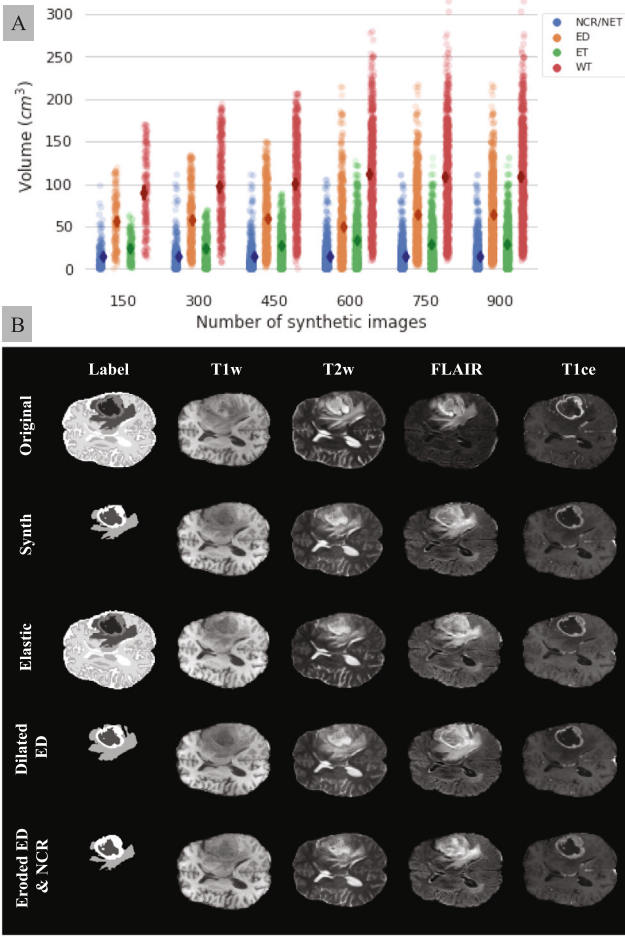 A
300
250
200
150
100
50
0
Volume (cm³)
NCR/NET
ED
ET
WT
150 300 450 600 750 900
Number of synthetic images
B
Label T1w T2w FLAIR T1ce
Original
Synth
Elastic
Dilated
ED
Eroded ED
& NCR